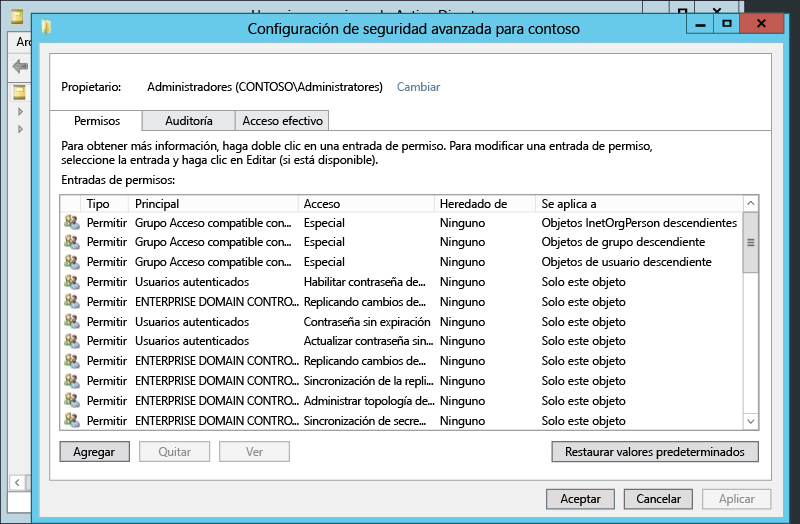 Configuración de seguridad avanzada para contoso
Propietario: Administradores (CONTOSO\Administratores) Cambiar
Permisos Auditoría Acceso efectivo
Para obtener más información, haga doble clic en una entrada de permiso. Para modificar una entrada de permiso,
seleccione la entrada y haga clic en Editar (si está disponible).
Entradas de permisos:
Tipo Principal Acceso Heredado de Se aplica a
Permitir Grupo Acceso compatible con... Especial Ninguno Objetos InetOrgPerson descendientes
Permitir Grupo Acceso compatible con... Especial Ninguno Objetos de grupo descendiente
Permitir Grupo Acceso compatible con... Especial Ninguno Objetos de usuario descendiente
Permitir Usuarios autenticados Habilitar contraseña de... Ninguno Solo este objeto
Permitir ENTERPRISE DOMAIN CONTRO... Replicando cambios de... Ninguno Solo este objeto
Permitir Usuarios autenticados Contraseña sin expiración Ninguno Solo este objeto
Permitir Usuarios autenticados Actualizar contraseña sin... Ninguno Solo este objeto
Permitir ENTERPRISE DOMAIN CONTRO... Replicando cambios de... Ninguno Solo este objeto
Permitir ENTERPRISE DOMAIN CONTRO... Sincronización de la repli... Ninguno Solo este objeto
Permitir ENTERPRISE DOMAIN CONTRO... Administrar topología de... Ninguno Solo este objeto
Permitir ENTERPRISE DOMAIN CONTRO... Sincronización de secre... Ninguno Solo este objeto
Agregar Quitar Ver Restaurar valores predeterminados
Aceptar Cancelar Aplicar